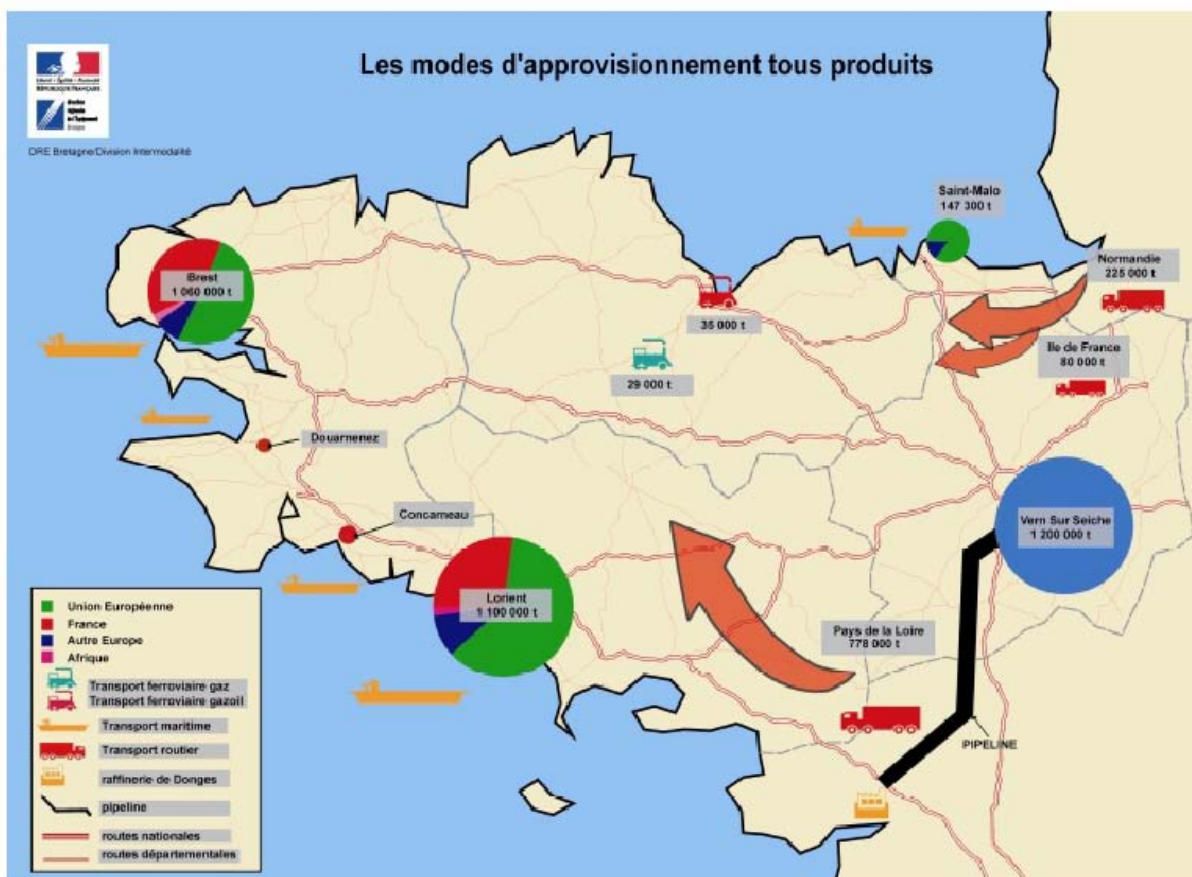 Les modes d'approvisionnement tous produits
RÉPUBLIQUE FRANÇAISE
DRE Bretagne/Division Intermodalité
Saint-Malo
147 300 t
Normandie
225 000 t
Ile de France
80 000 t
Brest
1 060 000 t
35 000 t
29 000 t
Douarnenez
Concarneau
Vern Sur Seiche
1 200 000 t
Lorient
1 100 000 t
Pays de la Loire
778 000 t
PIPELINE
Union Européenne
France
Autre Europe
Afrique
Transport ferroviaire gaz
Transport ferroviaire gazoil
Transport maritime
Transport routier
raffinerie de Donges
pipeline
routes nationales
routes départementales